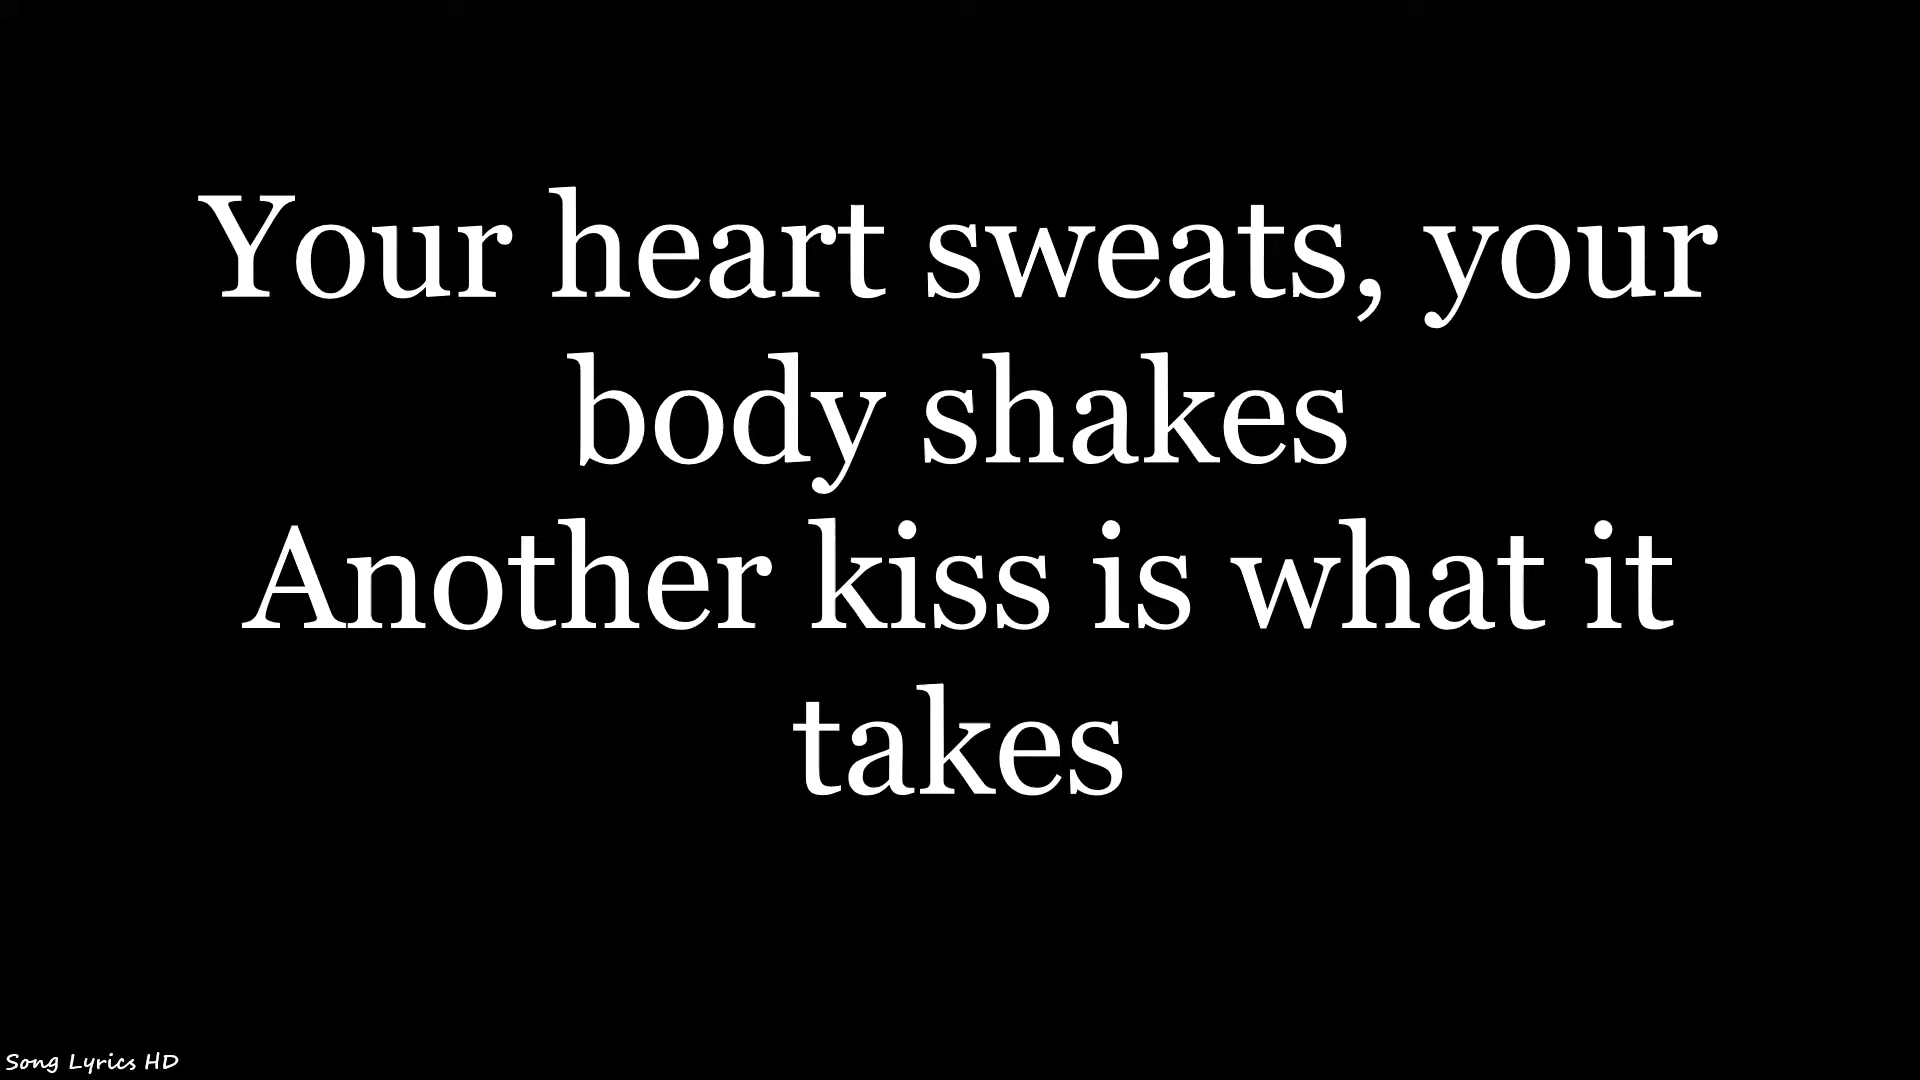 Your heart sweats, your
body shakes
Another kiss is what it
takes
Song Lyrics HD